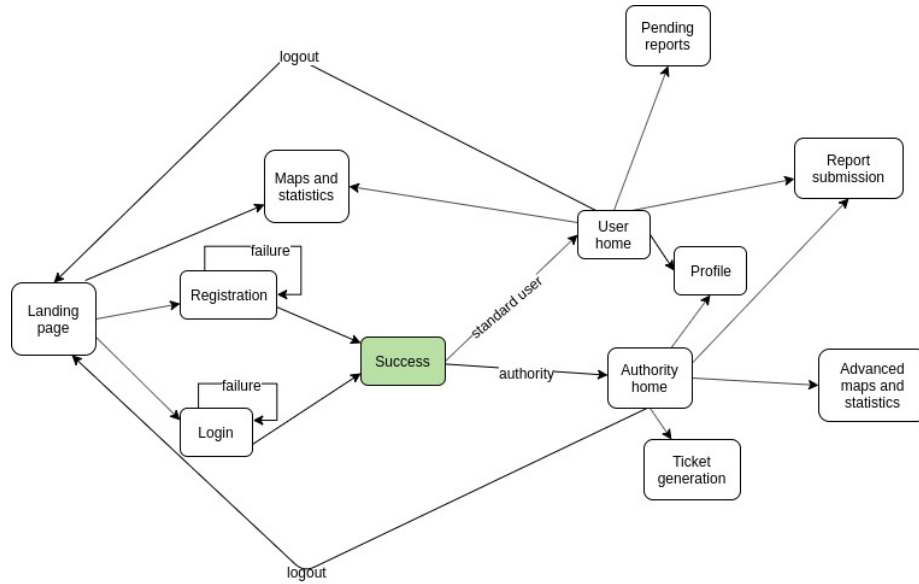 Pending
reports
logout
Maps and
statistics
Report
submission
User
home
failure
Registration
Profile
Landing
page
standard user
Success
authority
Authority
home
Advanced
maps and
statistics
failure
Login
Ticket
generation
logout